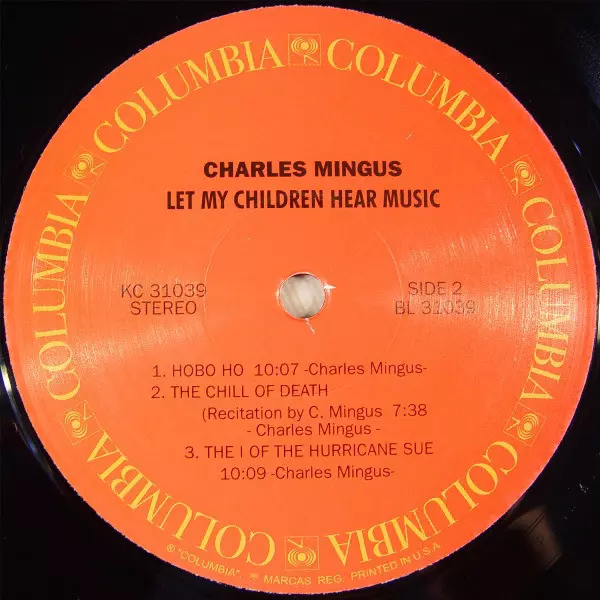 COLUMBIA COLUMBIA COLUMBIA COLUMBIA COLUMBIA COLUMBIA
CHARLES MINGUS
LET MY CHILDREN HEAR MUSIC
KC 31039
STEREO
SIDE 2
BL 31039
1. HOBO HO 10:07 -Charles Mingus-
2. THE CHILL OF DEATH
(Recitation by C. Mingus 7:38
- Charles Mingus -
3. THE I OF THE HURRICANE SUE
10:09 -Charles Mingus-
® "COLUMBIA", ® MARCAS REG. PRINTED IN U.S.A.